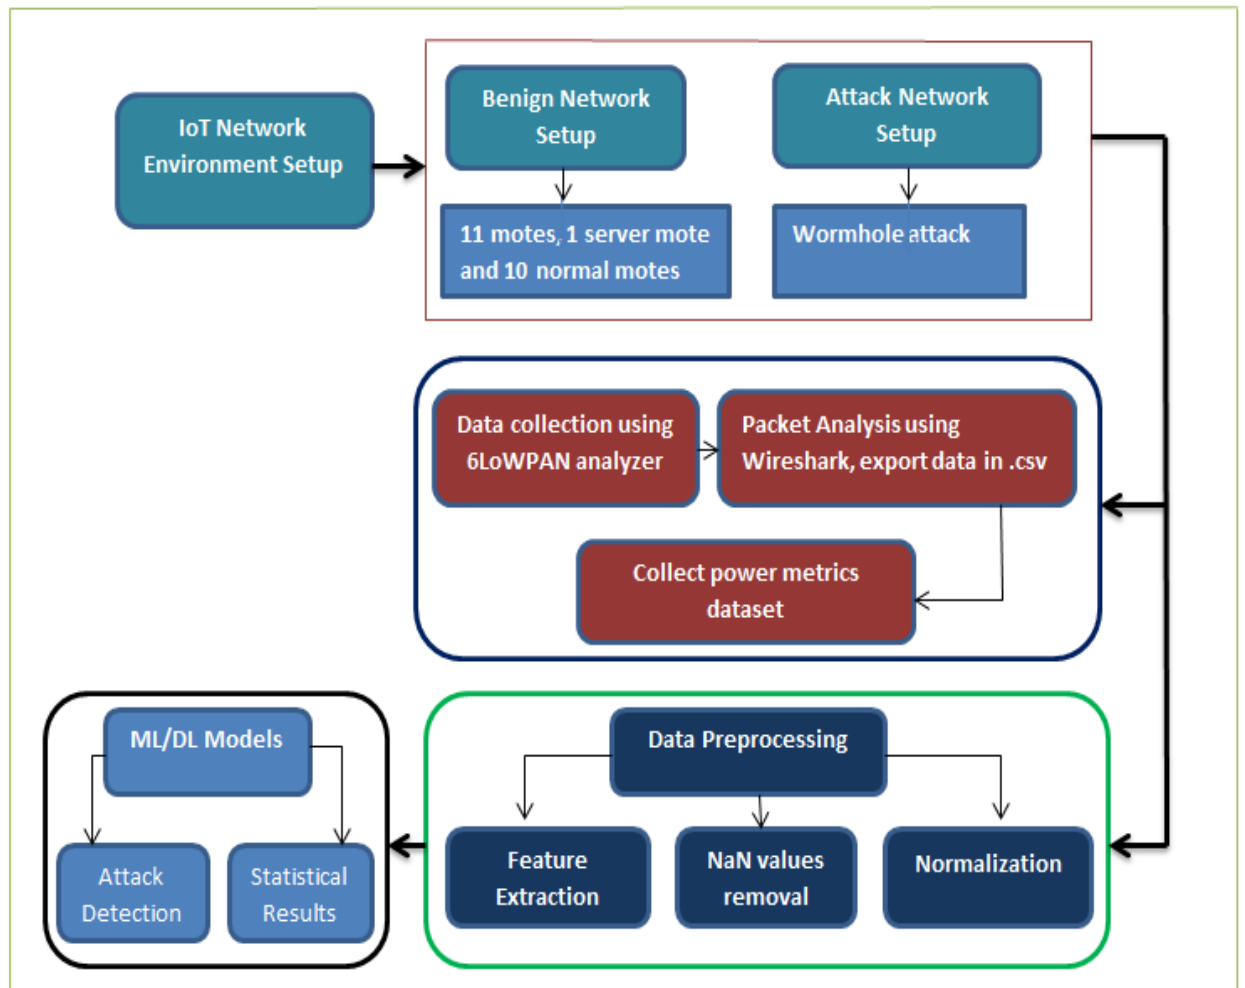 IoT Network
Environment Setup
Benign Network
Setup
Attack Network
Setup
11 motes, 1 server mote
and 10 normal motes
Wormhole attack
Data collection using
6LoWPAN analyzer
Packet Analysis using
Wireshark, export data in .csv
Collect power metrics
dataset
ML/DL Models
Attack
Detection
Statistical
Results
Data Preprocessing
Feature
Extraction
NaN values
removal
Normalization